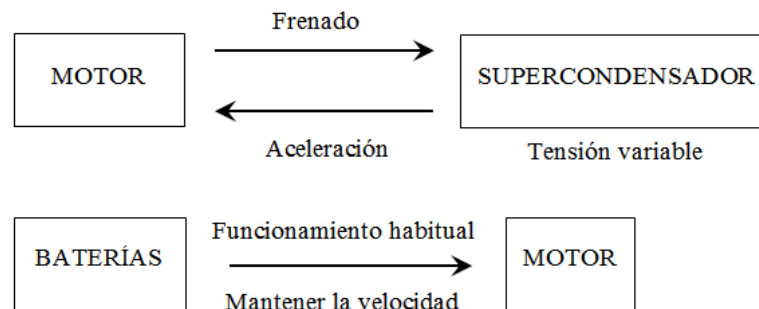 Frenado
MOTOR
SUPERCONDENSADOR
Aceleración
Tensión variable
BATERÍAS
Funcionamiento habitual
MOTOR
Mantener la velocidad